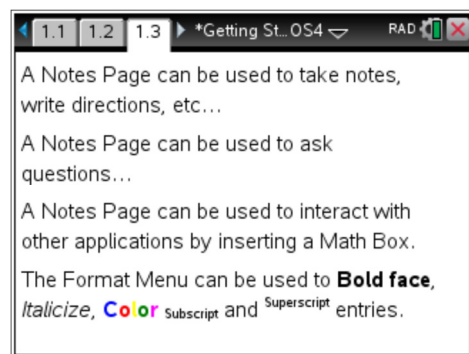 1.1 1.2 1.3 *Getting St...OS4 RAD
A Notes Page can be used to take notes,
write directions, etc...
A Notes Page can be used to ask
questions...
A Notes Page can be used to interact with
other applications by inserting a Math Box.
The Format Menu can be used to Bold face,
Italicize, Color Subscript and Superscript entries.